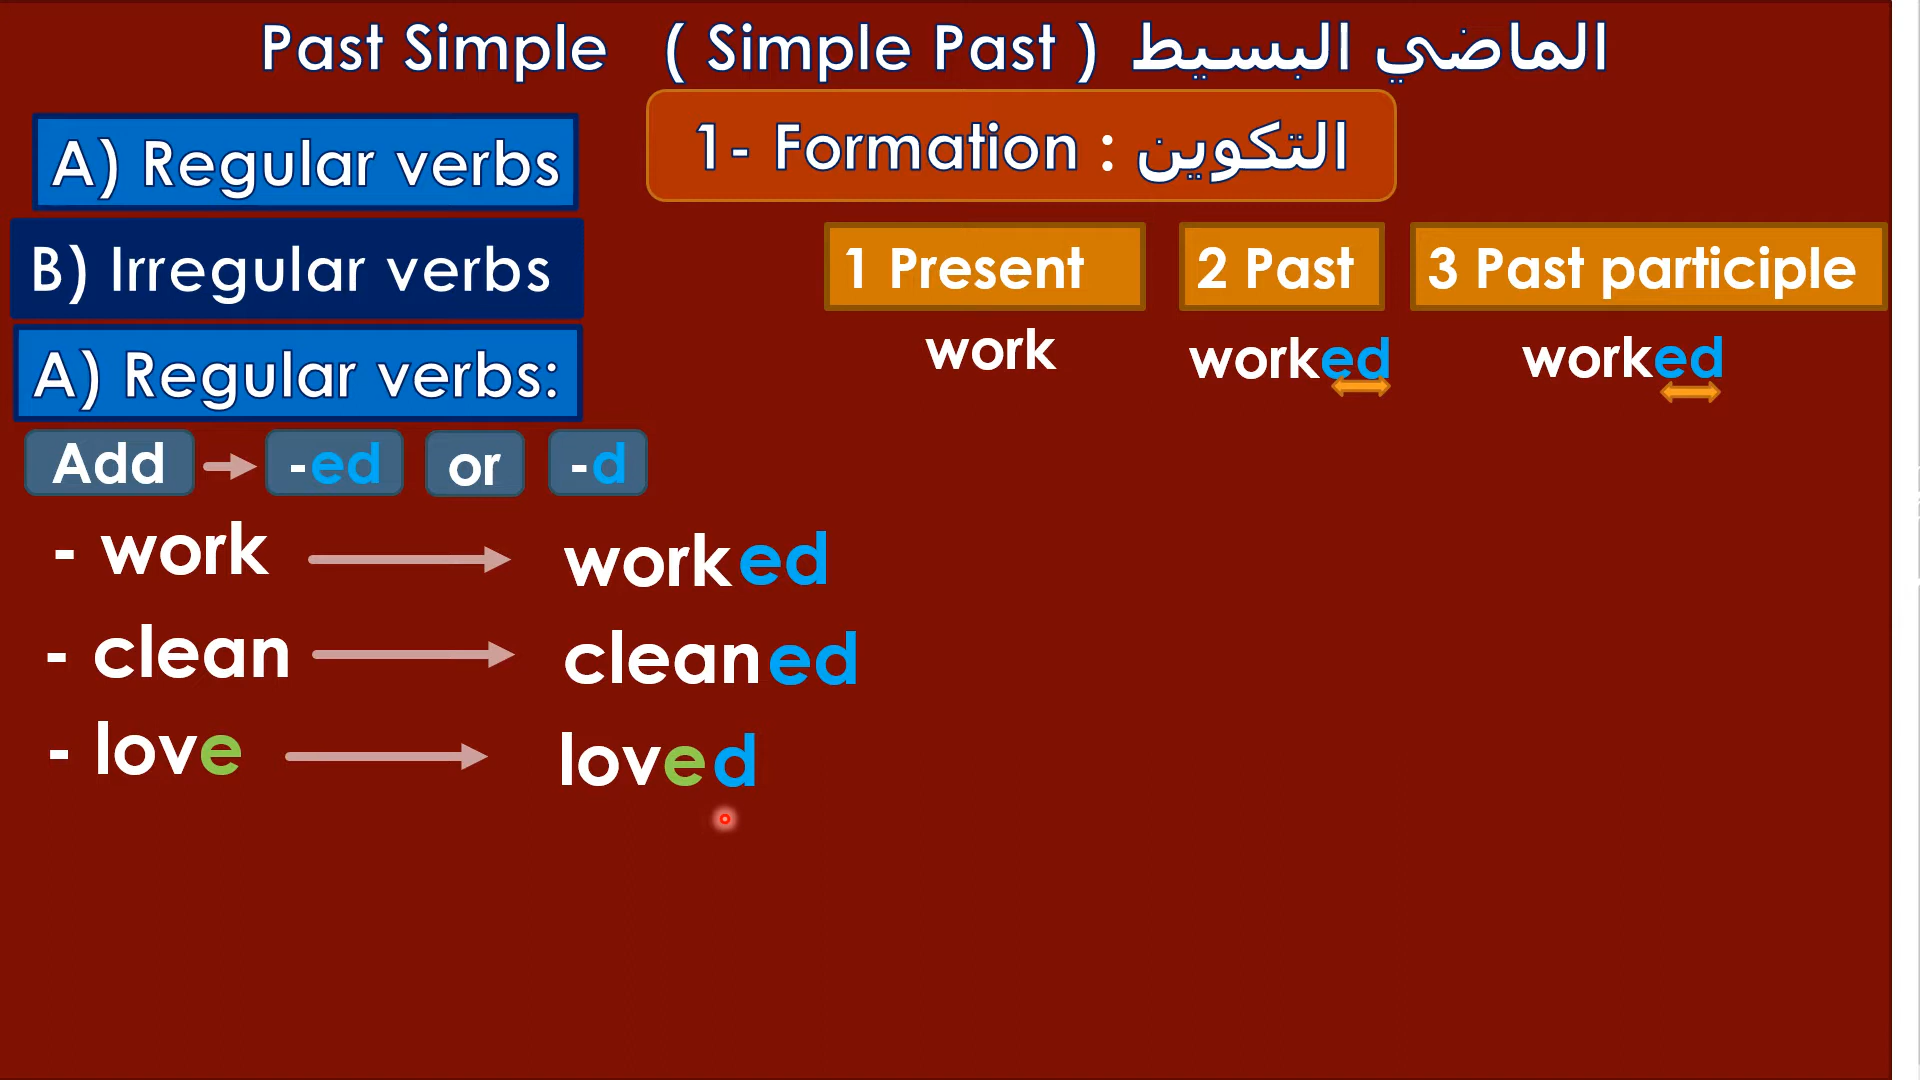 Past Simple ( Simple Past ) الماضي البسيط
1- Formation : التكوين
A) Regular verbs
B) Irregular verbs
1 Present 2 Past 3 Past participle
work worked worked
A) Regular verbs:
Add -ed or -d
- work worked
- clean cleaned
- love loved